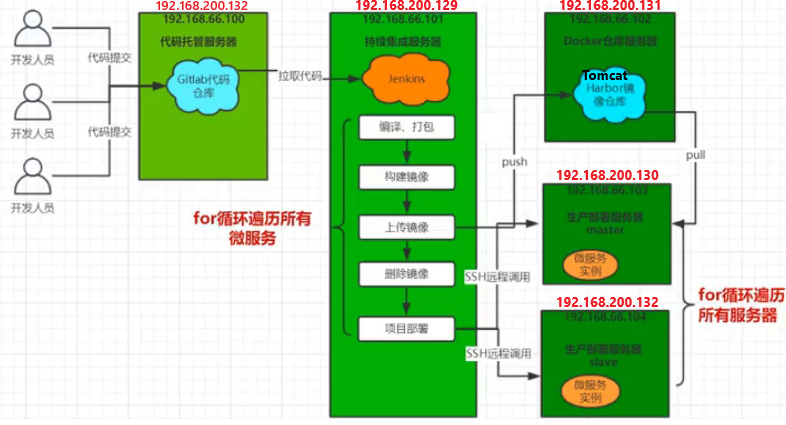 192.168.200.132
192.168.66.100
代码托管服务器
Gitlab代码
仓库
开发人员
代码提交
开发人员
代码提交
开发人员
拉取代码
192.168.200.129
192.168.66.101
持续集成服务器
Jenkins
编译、打包
构建镜像
上传镜像
删除镜像
项目部署
for循环遍历所有
微服务
push
192.168.200.131
192.168.66.102
Docker仓库服务器
Tomcat
Harbor镜
像仓库
pull
192.168.200.130
192.168.66.103
生产部署服务器
master
微服务
实例
SSH远程调用
192.168.200.132
192.168.66.104
生产部署服务器
slave
微服务
实例
SSH远程调用
for循环遍历
所有服务器